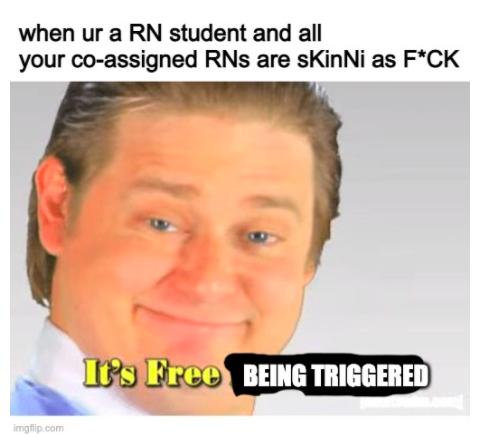 when ur a RN student and all
your co-assigned RNs are sKinNi as F*CK
It's Free BEING TRIGGERED
imgflip.com